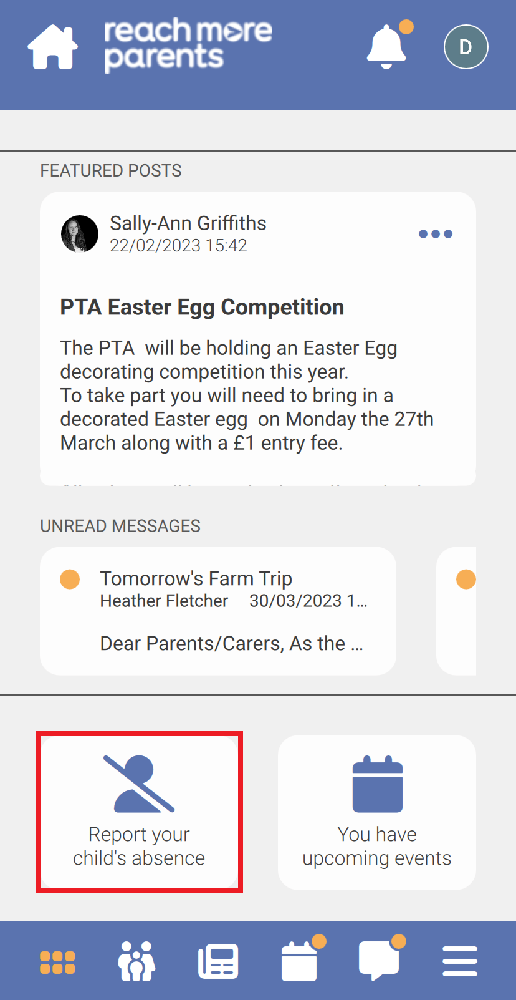 reach more
parents
D
FEATURED POSTS
Sally-Ann Griffiths
22/02/2023 15:42
PTA Easter Egg Competition
The PTA will be holding an Easter Egg
decorating competition this year.
To take part you will need to bring in a
decorated Easter egg on Monday the 27th
March along with a £1 entry fee.
UNREAD MESSAGES
Tomorrow's Farm Trip
Heather Fletcher 30/03/2023 1...
Dear Parents/Carers, As the ...
Report your
child's absence
You have
upcoming events